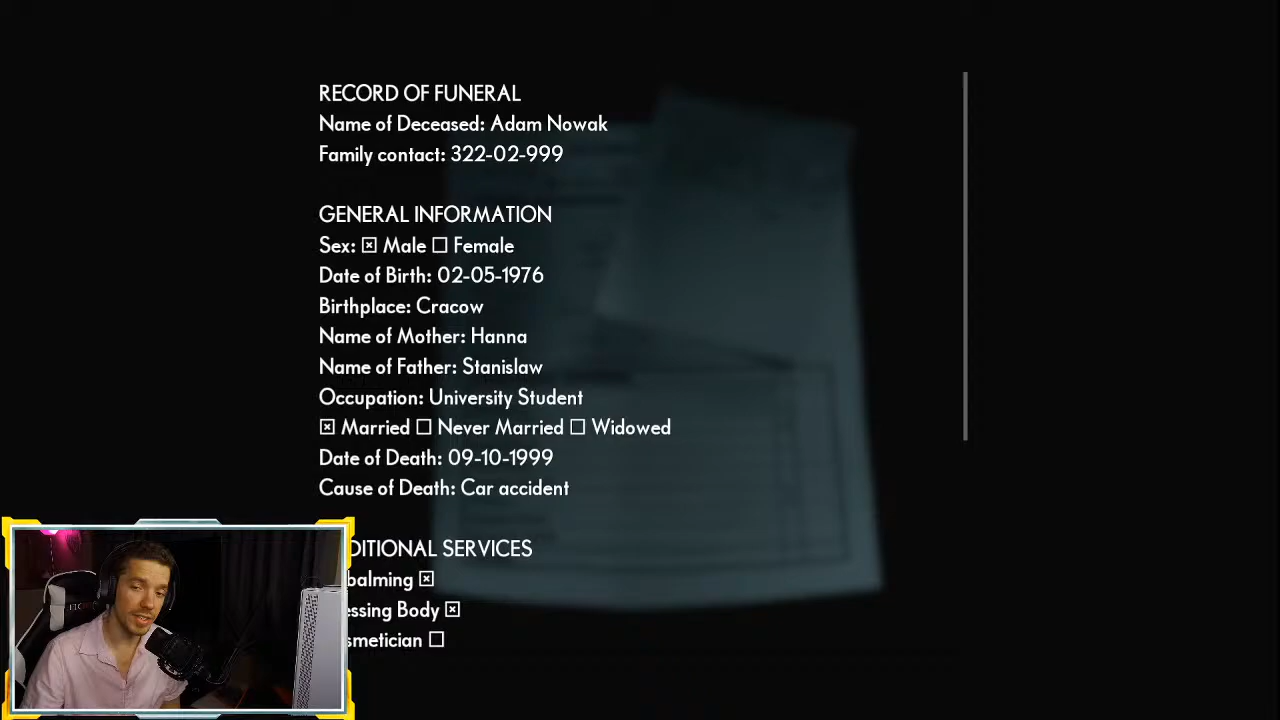 RECORD OF FUNERAL
Name of Deceased: Adam Nowak
Family contact: 322-02-999
GENERAL INFORMATION
Sex: ☒ Male ☐ Female
Date of Birth: 02-05-1976
Birthplace: Cracow
Name of Mother: Hanna
Name of Father: Stanislaw
Occupation: University Student
☒ Married ☐ Never Married ☐ Widowed
Date of Death: 09-10-1999
Cause of Death: Car accident
DITIONAL SERVICES
balming ☒
essing Body ☒
smetician ☐